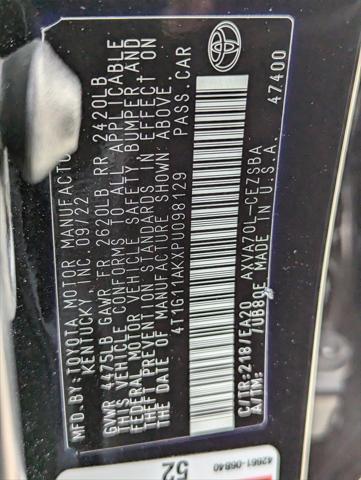 MFD. BY: TOYOTA MOTOR MANUFACTURING
KENTUCKY, INC. 09/22
GVWR 4475LB GAWR FR 2620LB RR 2420LB
THIS VEHICLE CONFORMS TO ALL APPLICABLE
FEDERAL MOTOR VEHICLE SAFETY, BUMPER AND
THEFT PREVENTION STANDARDS IN EFFECT ON
THE DATE OF MANUFACTURE SHOWN ABOVE.
4T1G11AKXPU098129 PASS.CAR
C/TR:218/EA20 AXVA70L-CEZSBA
A/TM: /UB80E MADE IN U.S.A. 47400
42661-06B40
52